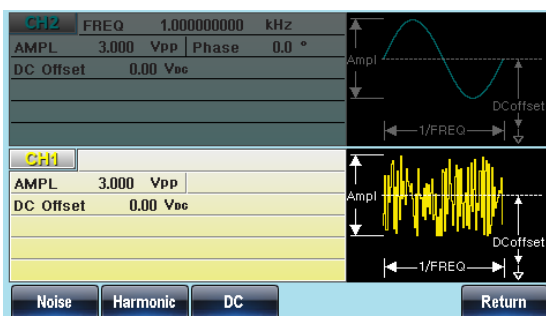 CH2 FREQ 1.000000000 kHz
AMPL 3.000 Vpp Phase 0.0 °
DC Offset 0.00 VDC
Ampl
DCoffset
1/FREQ
CH1
AMPL 3.000 Vpp
DC Offset 0.00 VDC
Ampl
DCoffset
1/FREQ
Noise Harmonic DC Return